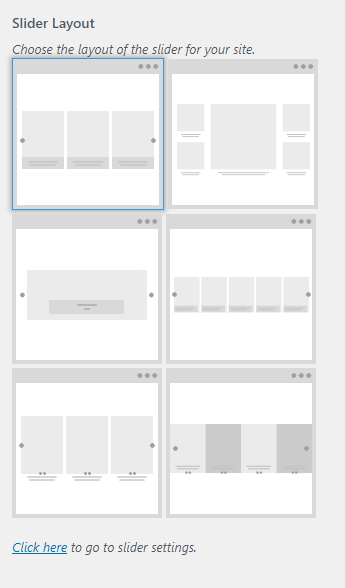 Slider Layout
Choose the layout of the slider for your site.
Click here to go to slider settings.